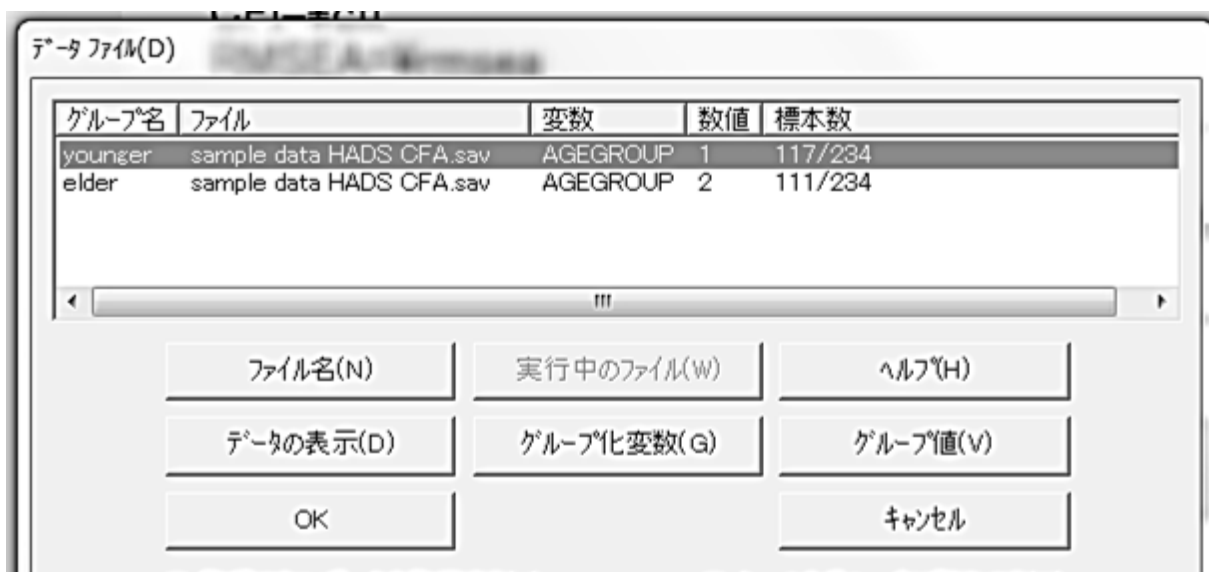 データ ファイル(D)
グループ名 ファイル 変数 数値 標本数
younger sample data HADS CFA.sav AGEGROUP 1 117/234
elder sample data HADS CFA.sav AGEGROUP 2 111/234
ファイル名(N) 実行中のファイル(W) ヘルプ(H)
データの表示(D) グループ化変数(G) グループ値(V)
OK キャンセル